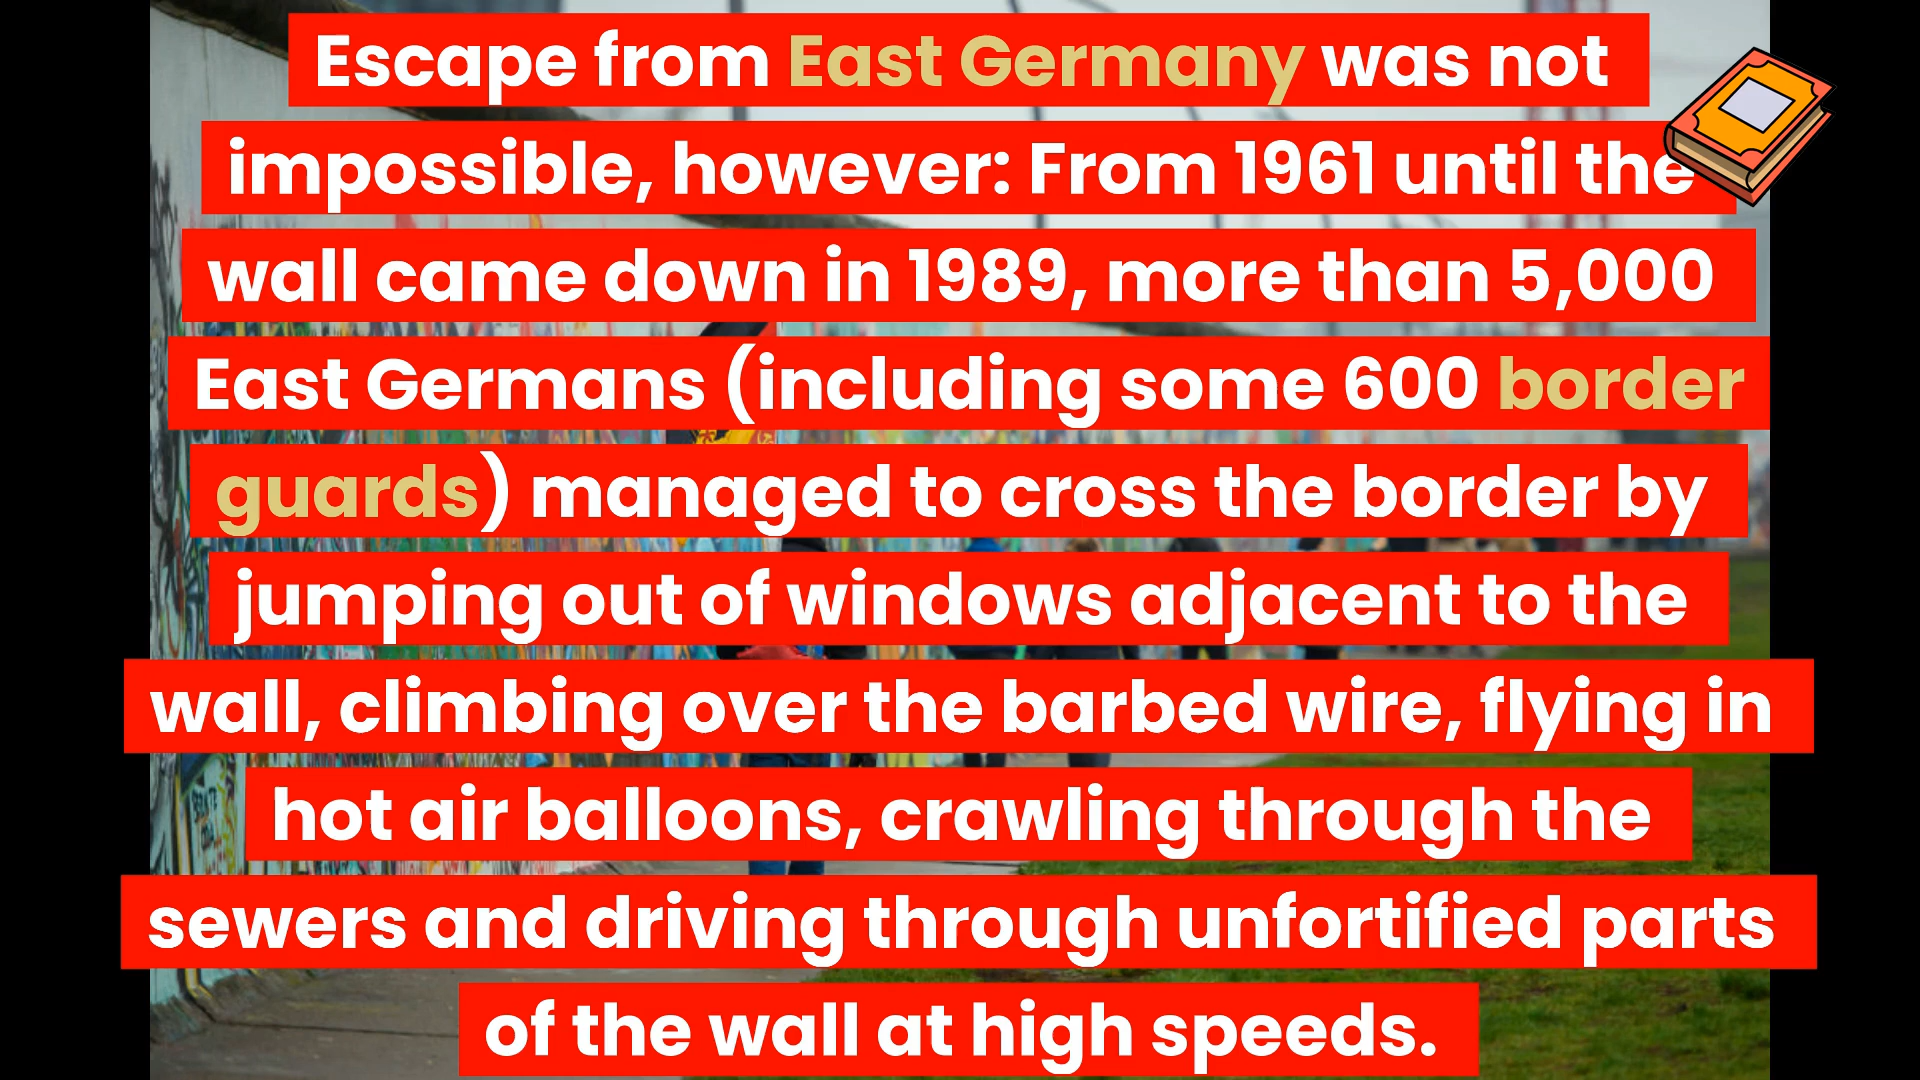 Escape from East Germany was not
impossible, however: From 1961 until the
wall came down in 1989, more than 5,000
East Germans (including some 600 border
guards) managed to cross the border by
jumping out of windows adjacent to the
wall, climbing over the barbed wire, flying in
hot air balloons, crawling through the
sewers and driving through unfortified parts
of the wall at high speeds.